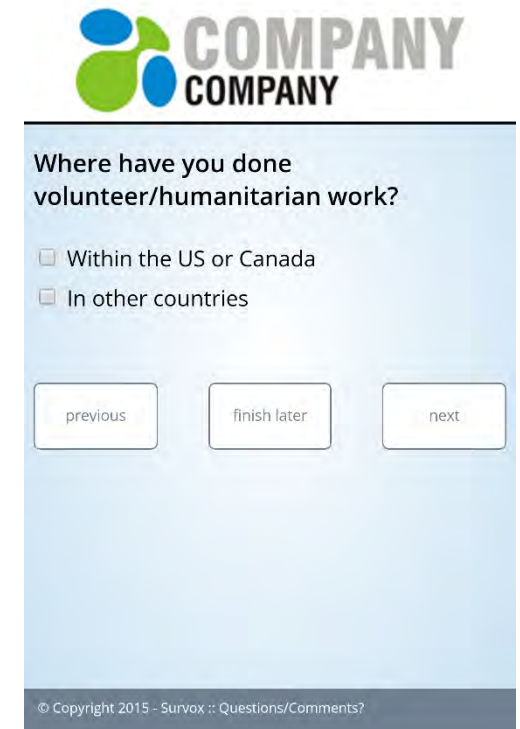 COMPANY
COMPANY
Where have you done
volunteer/humanitarian work?
Within the US or Canada
In other countries
previous finish later next
© Copyright 2015 - Survox :: Questions/Comments?